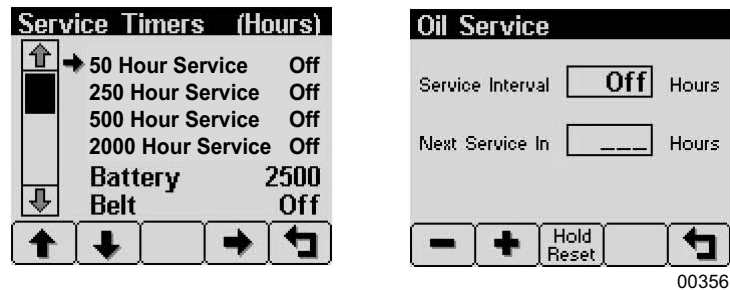 Service Timers (Hours)
50 Hour Service Off
250 Hour Service Off
500 Hour Service Off
2000 Hour Service Off
Battery 2500
Belt Off
Oil Service
Service Interval Off Hours
Next Service In ___ Hours
Hold
Reset
00356